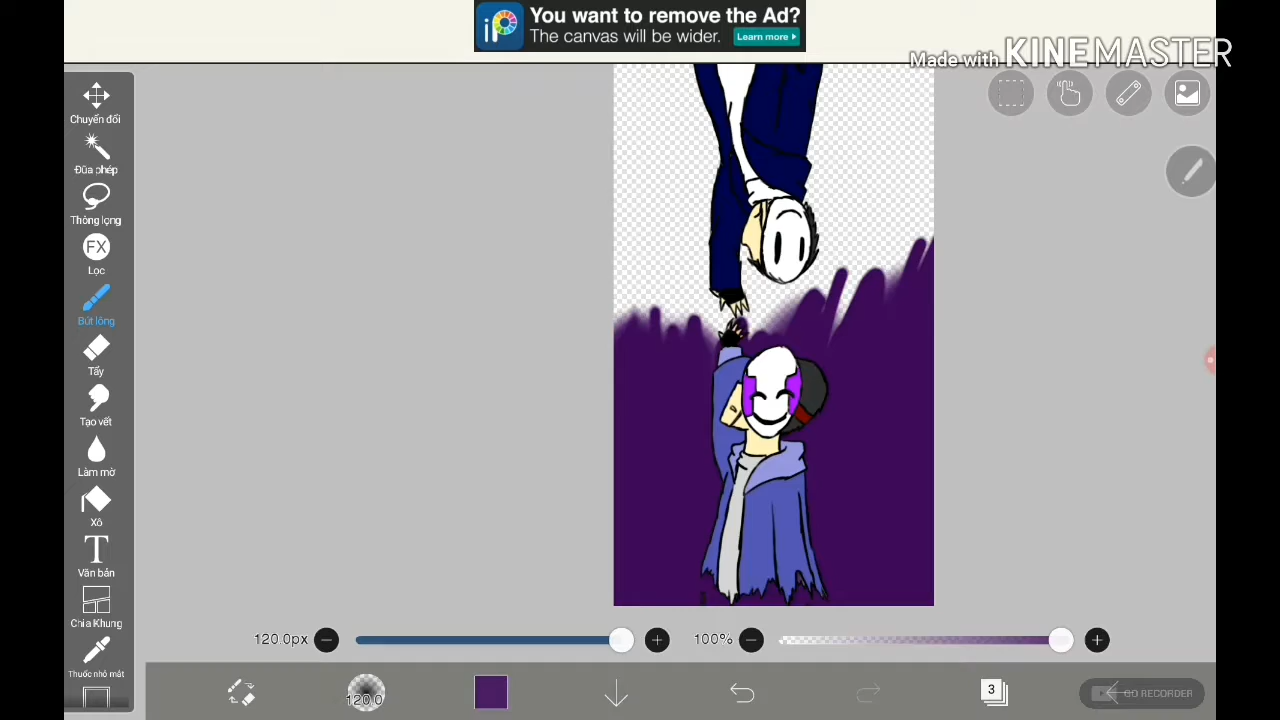 You want to remove the Ad?
The canvas will be wider.
Learn more
Made with KINEMASTER
Chuyển đổi
Đũa phép
Thòng lọng
FX
Lọc
Bút lông
Tẩy
Tạo vết
Làm mờ
Xô
T
Văn bản
Chia Khung
Thuốc nhỏ mắt
120.0px
100%
120.0
3
GO RECORDER